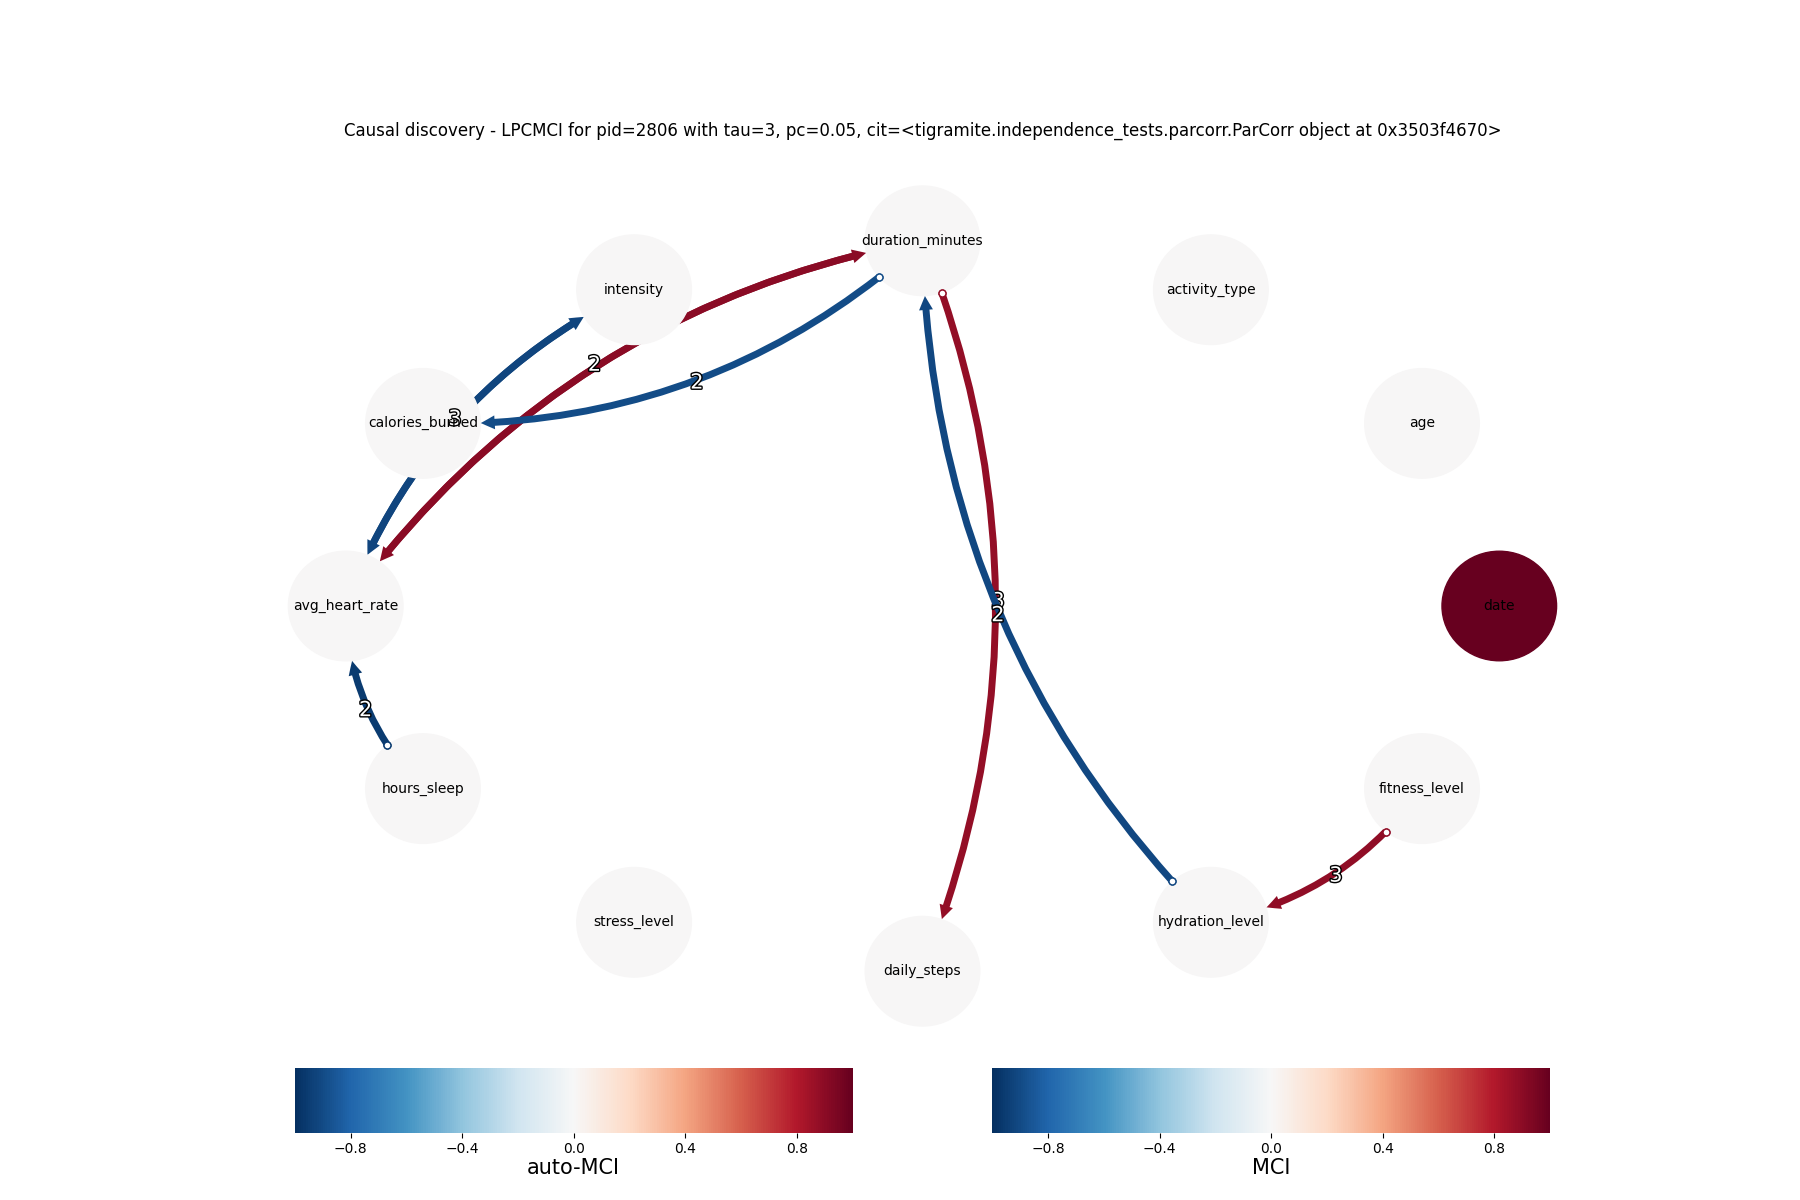 Causal discovery - LPCMCI for pid=2806 with tau=3, pc=0.05, cit=<tigramite.independence_tests.parcorr.ParCorr object at 0x3503f4670>
duration_minutes
intensity
activity_type
2
2
3
calories_burned
age
avg_heart_rate
3
2
date
2
hours_sleep
fitness_level
3
stress_level
hydration_level
daily_steps
−0.8 −0.4 0.0 0.4 0.8
auto-MCI
−0.8 −0.4 0.0 0.4 0.8
MCI